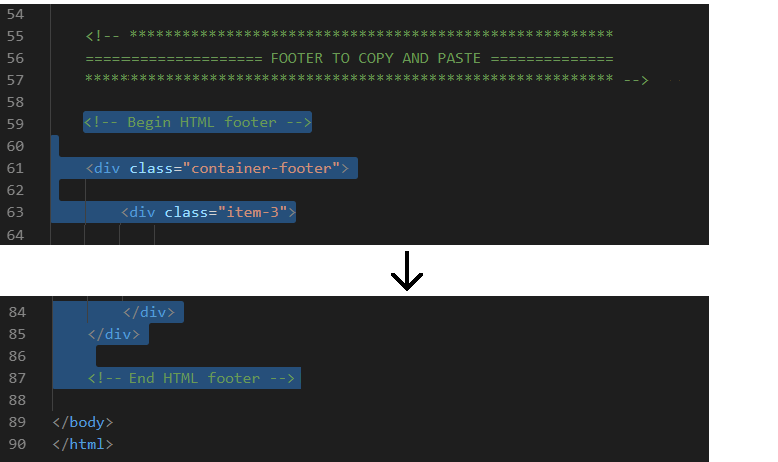 54
55 <!-- *******************************************************
56 ==================== FOOTER TO COPY AND PASTE ==============
57 ************************************************************ -->
58
59 <!-- Begin HTML footer -->
60
61 <div class="container-footer">
62
63 <div class="item-3">
64
84 </div>
85 </div>
86
87 <!-- End HTML footer -->
88
89 </body>
90 </html>